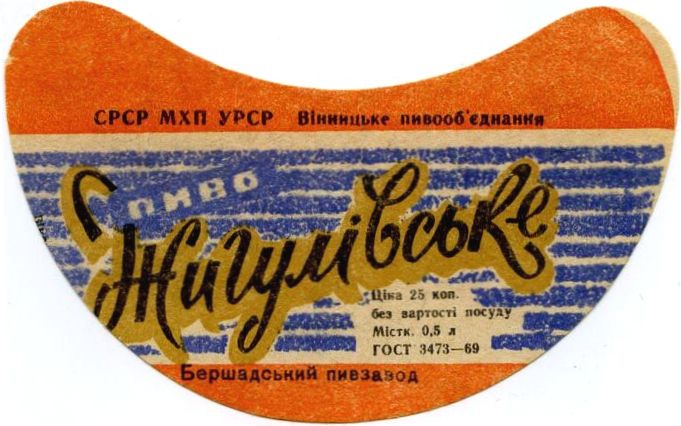 СРСР МХП УРСР Вінницьке пивооб'єднання
пиво
Жигулівське
Ціна 25 коп.
без вартості посуду
Містк. 0,5 л
ГОСТ 3473—69
Бершадський пивзавод